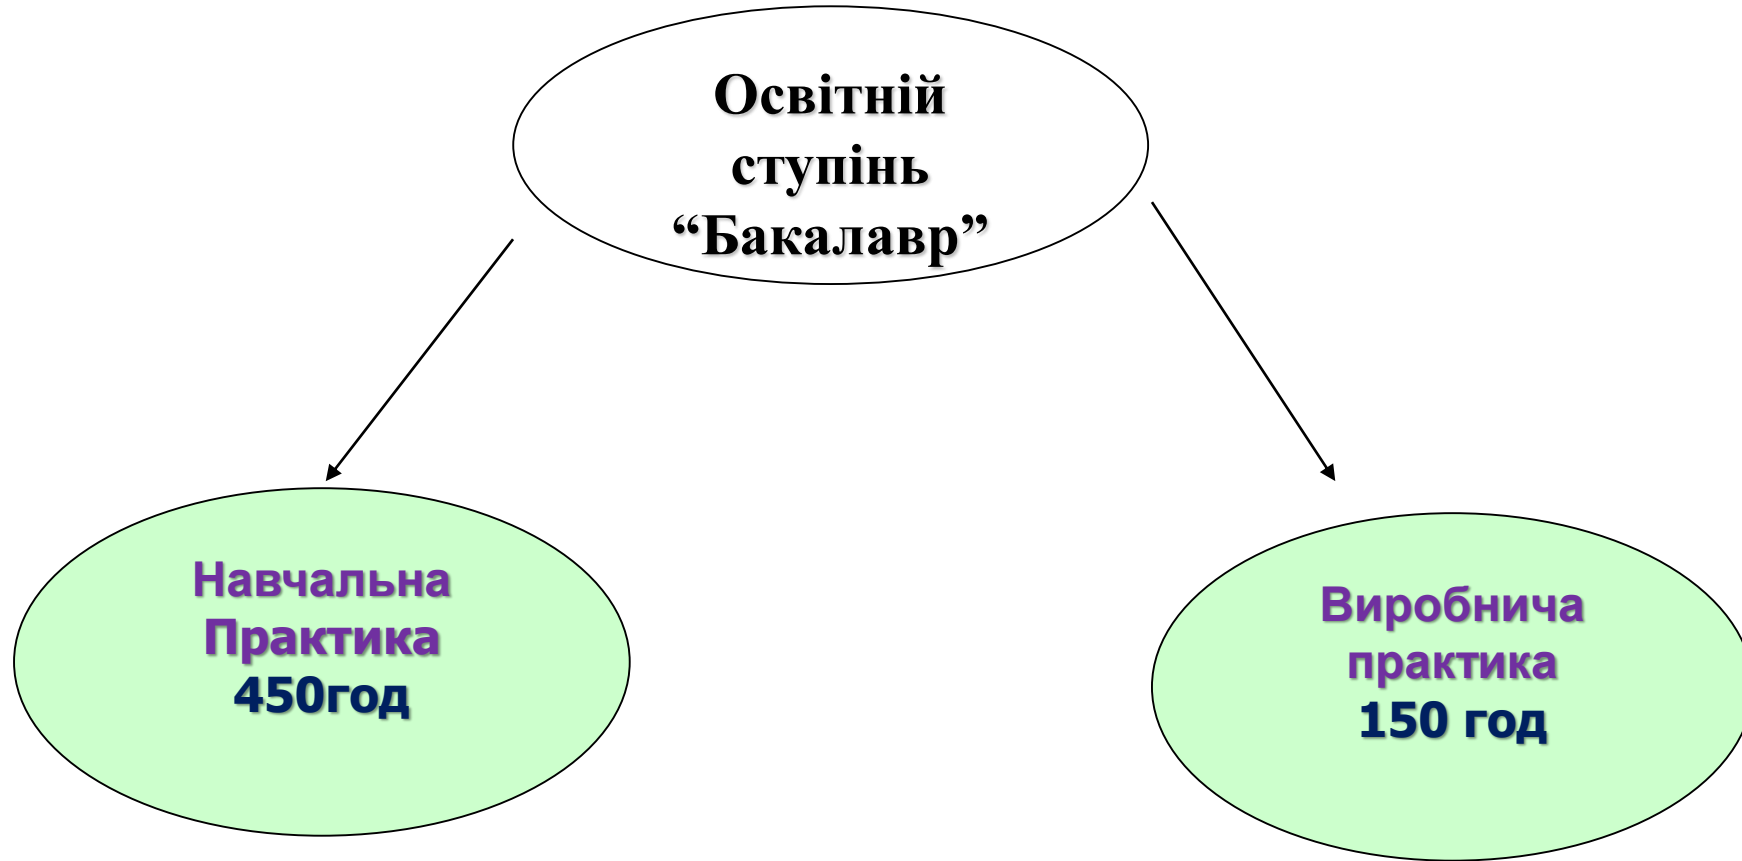 Освітній
ступінь
“Бакалавр”
Навчальна
Практика
450год
Виробнича
практика
150 год